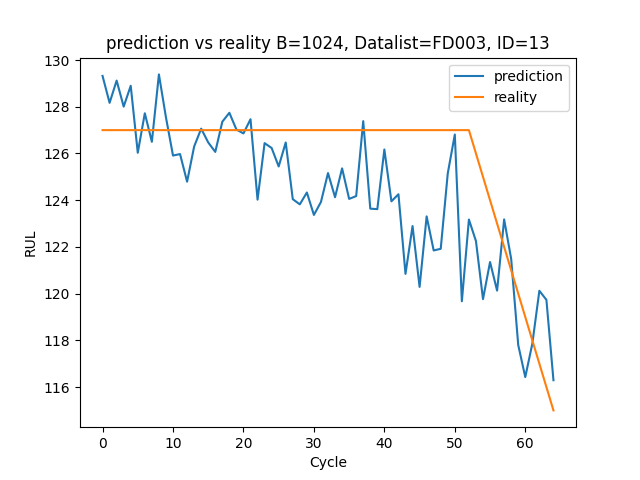 prediction vs reality B=1024, Datalist=FD003, ID=13
prediction
reality
RUL
130
128
126
124
122
120
118
116
0 10 20 30 40 50 60
Cycle